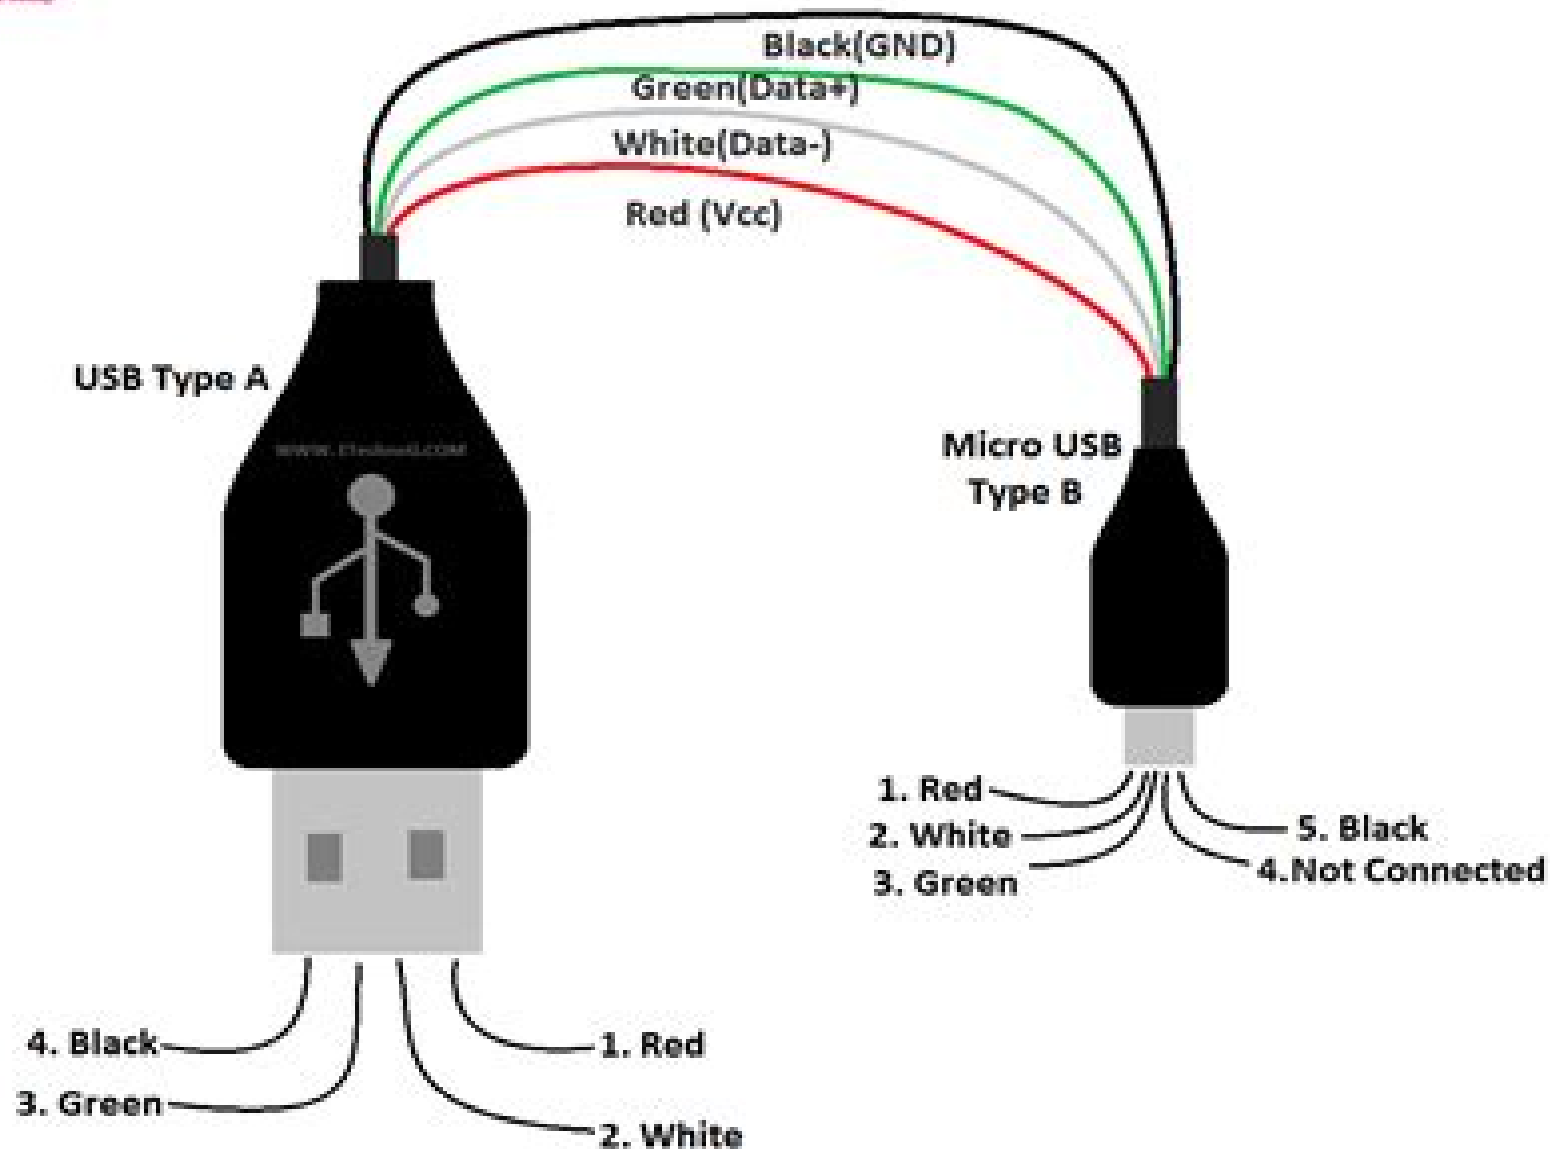 Black(GND)
Green(Data+)
White(Data-)
Red (Vcc)
USB Type A
Micro USB
Type B
1. Red
2. White
3. Green
5. Black
4.Not Connected
4. Black
3. Green
1. Red
2. White